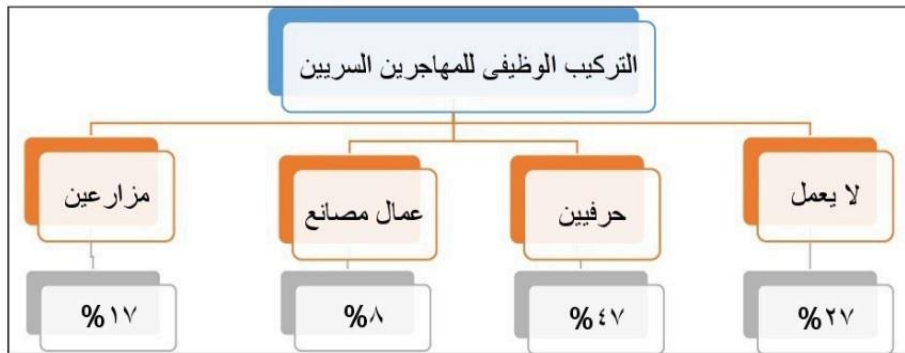 التركيب الوظيفى للمهاجرين السريين
لا يعمل
حرفيين
عمال مصانع
مزارعين
%٢٧
%٤٧
%٨
%١٧